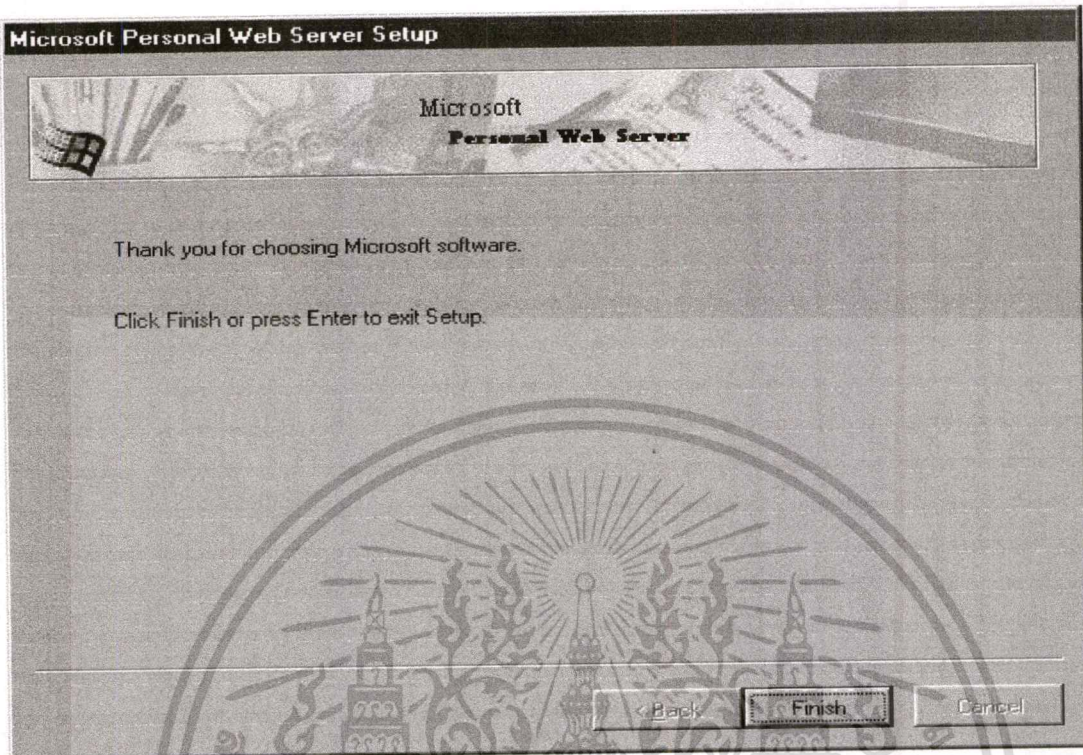 Microsoft Personal Web Server Setup
Microsoft
Personal Web Server
Thank you for choosing Microsoft software.
Click Finish or press Enter to exit Setup.
< Back
Finish
Cancel